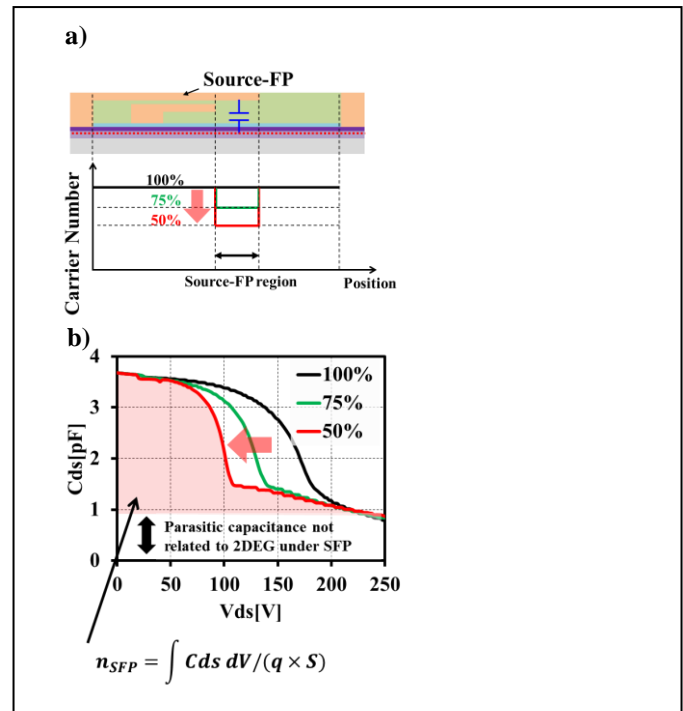 a)
Source-FP
100%
75%
50%
Carrier Number
Source-FP region
Position
b)
4
3
2
1
0
Cds[pF]
100%
75%
50%
Parasitic capacitance not
related to 2DEG under SFP
0 50 100 150 200 250
Vds[V]
n_SFP = ∫ Cds dV/(q × S)